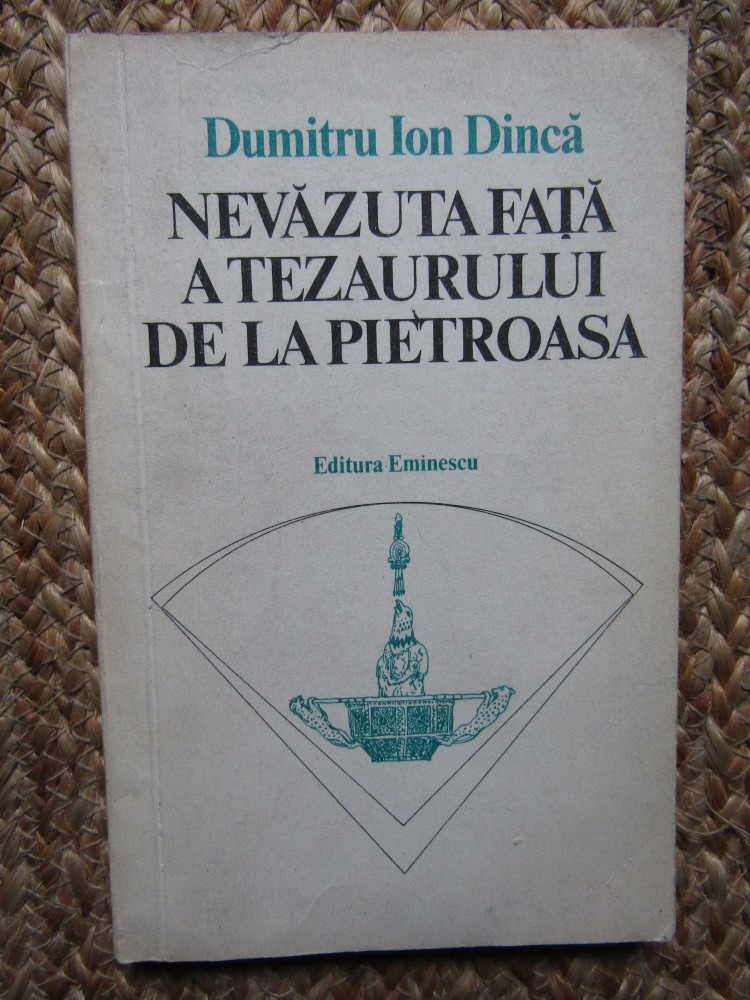 Dumitru Ion Dincă
NEVĂZUTA FAȚĂ
A TEZAURULUI
DE LA PIETROASA
Editura Eminescu